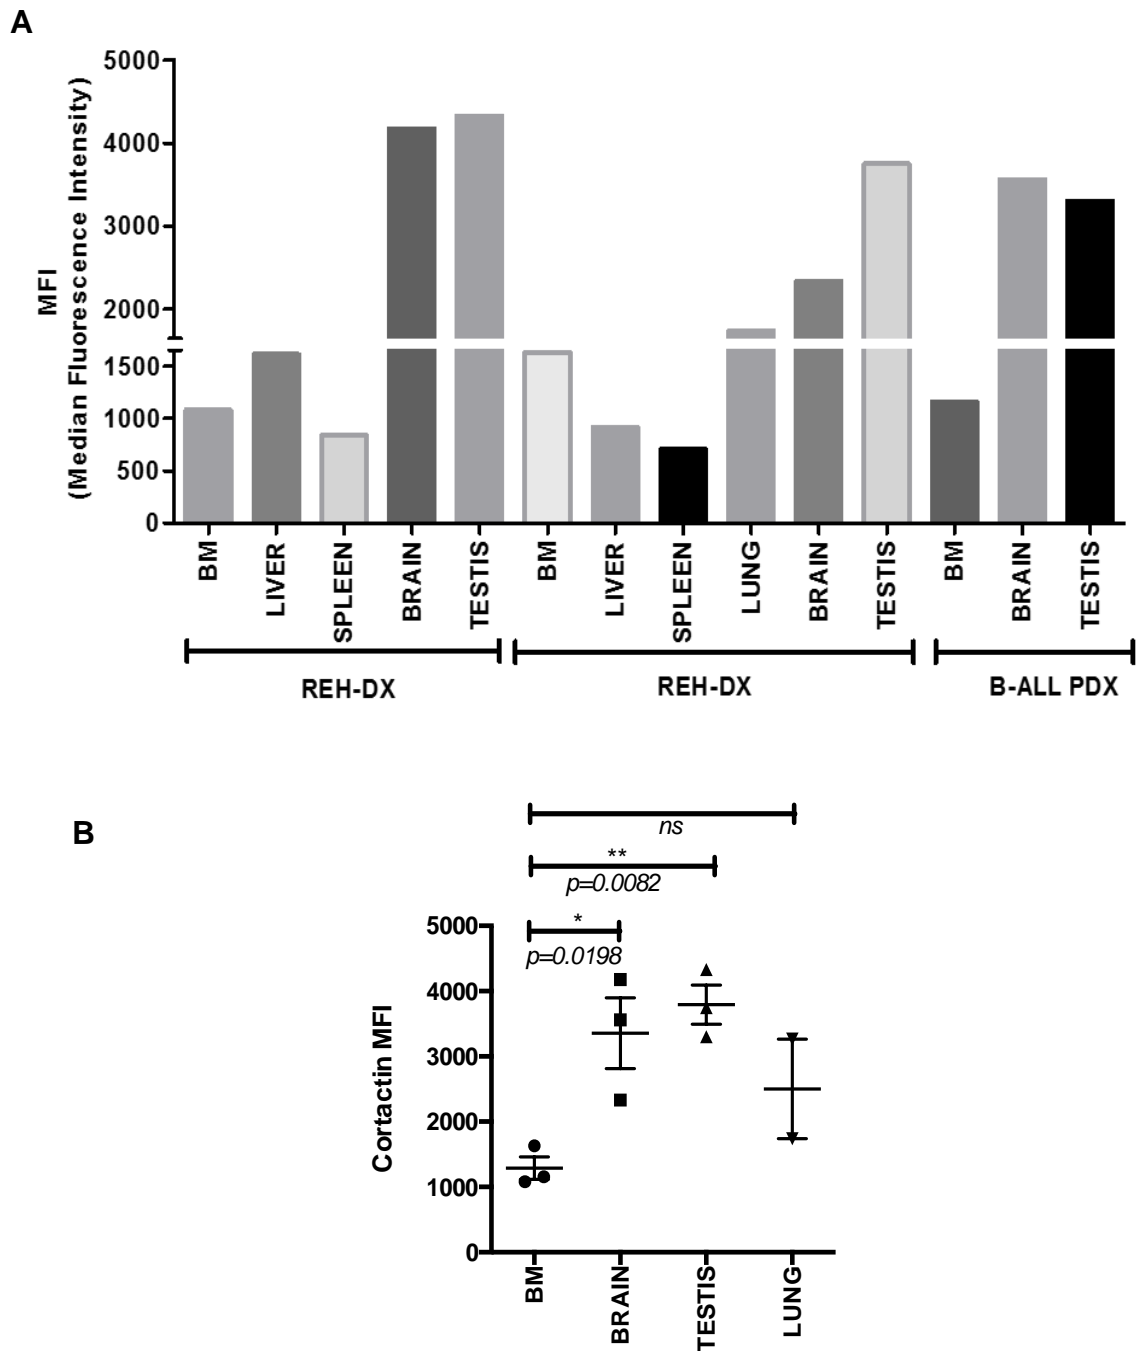 A
MFI
(Median Fluorescence Intensity)
5000
4000
3000
2000
1500
1000
500
0
BM
LIVER
SPLEEN
BRAIN
TESTIS
BM
LIVER
SPLEEN
LUNG
BRAIN
TESTIS
BM
BRAIN
TESTIS
REH-DX
REH-DX
B-ALL PDX
B
ns
**
p=0.0082
*
p=0.0198
Cortactin MFI
5000
4000
3000
2000
1000
0
BM
BRAIN
TESTIS
LUNG